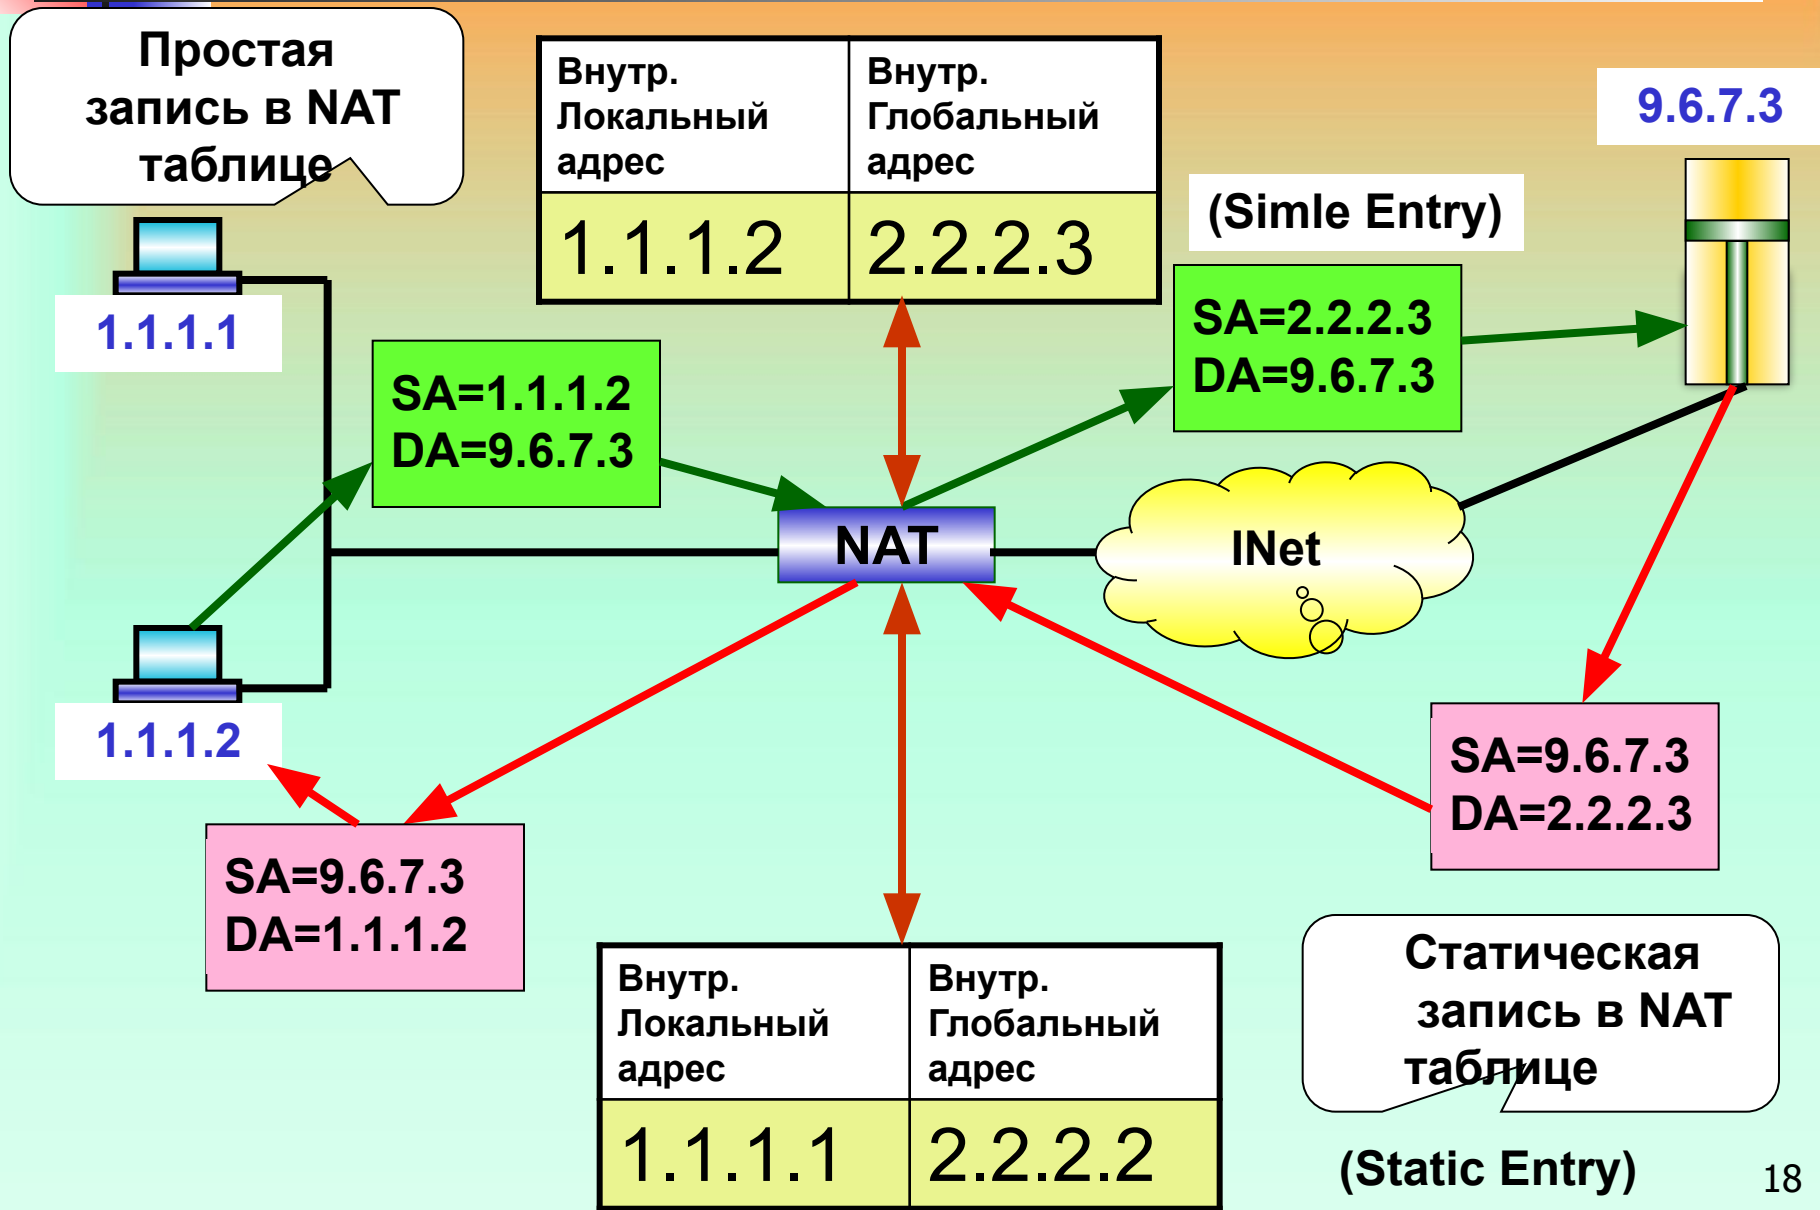 Простая
запись в NAT
таблице
Внутр.
Локальный
адрес
Внутр.
Глобальный
адрес
1.1.1.2
2.2.2.3
9.6.7.3
(Simle Entry)
1.1.1.1
SA=1.1.1.2
DA=9.6.7.3
SA=2.2.2.3
DA=9.6.7.3
NAT
INet
1.1.1.2
SA=9.6.7.3
DA=2.2.2.3
SA=9.6.7.3
DA=1.1.1.2
Внутр.
Локальный
адрес
Внутр.
Глобальный
адрес
1.1.1.1
2.2.2.2
Статическая
запись в NAT
таблице
(Static Entry)
18